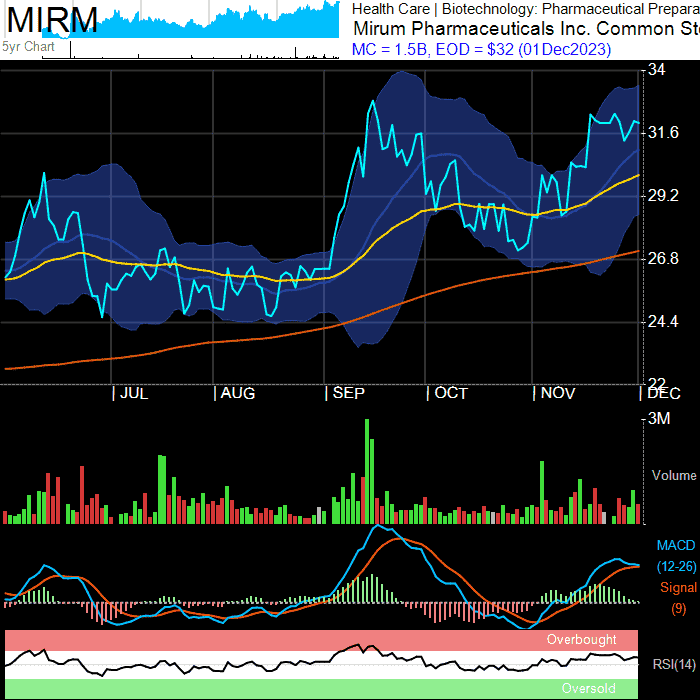 MIRM
5yr Chart
Health Care | Biotechnology: Pharmaceutical Prepara
Mirum Pharmaceuticals Inc. Common Sto
MC = 1.5B, EOD = $32 (01Dec2023)
34
31.6
29.2
26.8
24.4
22
| JUL | AUG | SEP | OCT | NOV | DEC
3M
Volume
MACD
(12-26)
Signal
(9)
Overbought
RSI(14)
Oversold